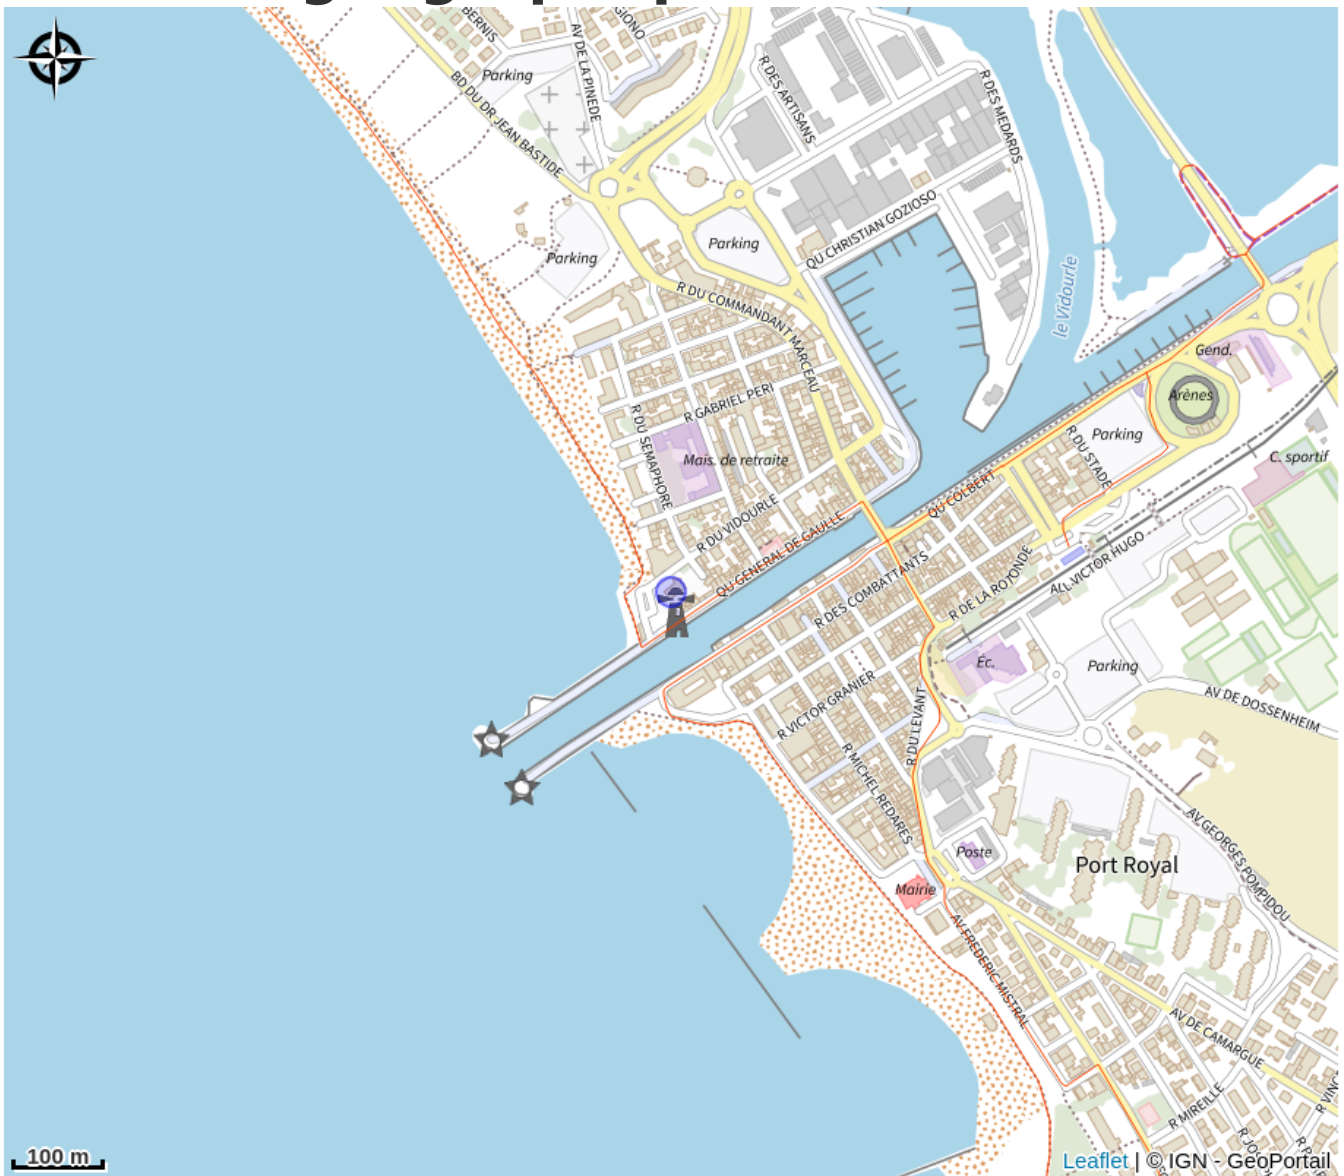 BERNIS
GIONO
AV DE LA PINEDE
Parking
BD DU DR JEAN BASTIDE
R DES ARTISANS
R DES MEDARDS
QU CHRISTIAN GOZIOSO
Parking
Parking
le Vidourle
R DU COMMANDANT MARCEAU
Gend.
Arènes
R GABRIEL PERI
R DU SEMAPHORE
Parking
R DU STADE
Mais. de retraite
C. sportif
QU COLBERT
R DU VIDOURLE
QU GENERAL DE GAULLE
ALL VICTOR HUGO
R DES COMBATTANTS
R DE LA ROTONDE
Ec.
Parking
AV DE DOSSENHEIM
R VICTOR GRANIER
R DU LEVANT
R MICHEL REDARES
AV GEORGES POMPIDOU
Poste
Port Royal
Mairie
AV FREDERIC MISTRAL
AV DE CAMARGUE
R MIREILLE
100 m
Leaflet | © IGN - GeoPortail